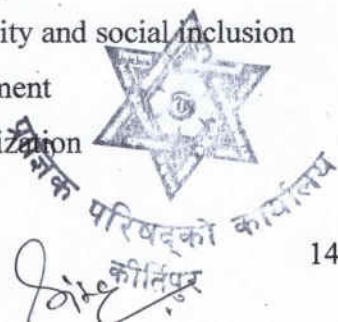 ity and social inclusion
ment
ization
परिषद्को कार्यालय
कीर्तिपुर
14